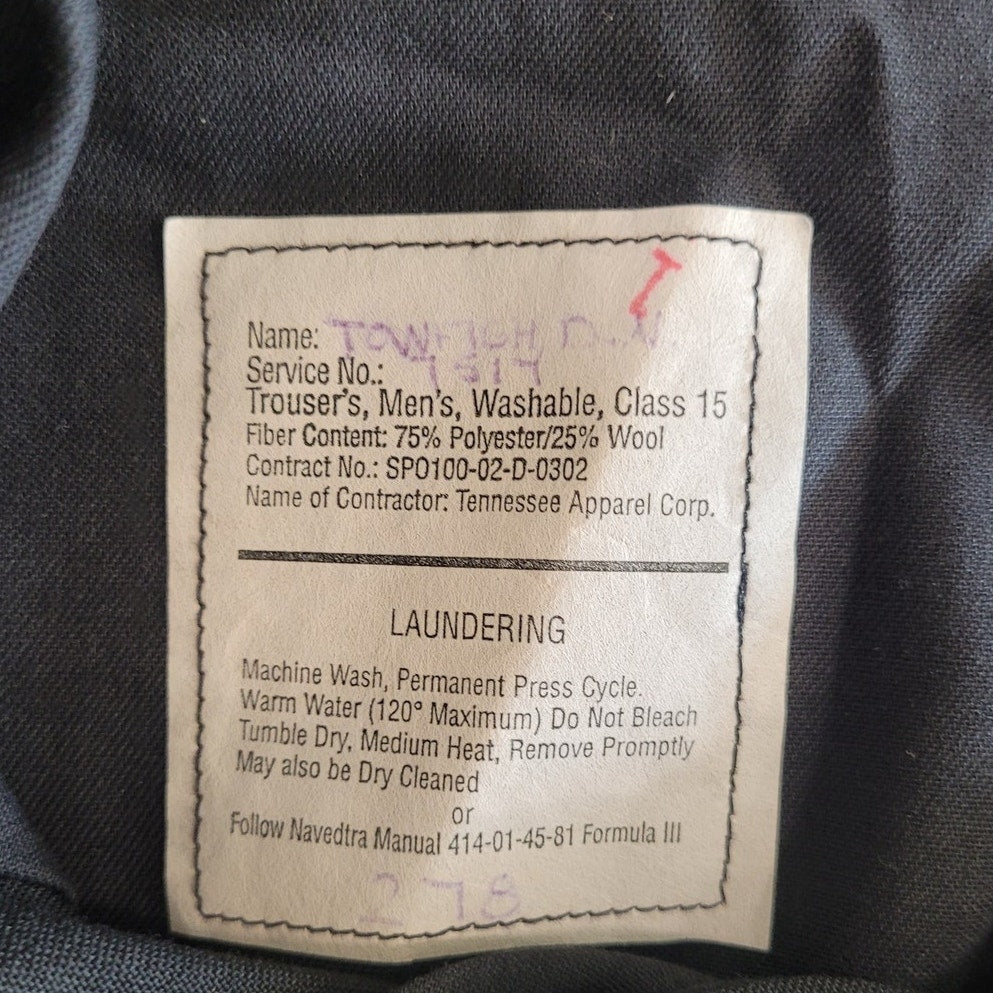 I
Name:
Service No.: 7517
Trouser's, Men's, Washable, Class 15
Fiber Content: 75% Polyester/25% Wool
Contract No.: SPO100-02-D-0302
Name of Contractor: Tennessee Apparel Corp.
LAUNDERING
Machine Wash, Permanent Press Cycle.
Warm Water (120° Maximum) Do Not Bleach
Tumble Dry, Medium Heat, Remove Promptly
May also be Dry Cleaned
or
Follow Navedtra Manual 414-01-45-81 Formula III
278